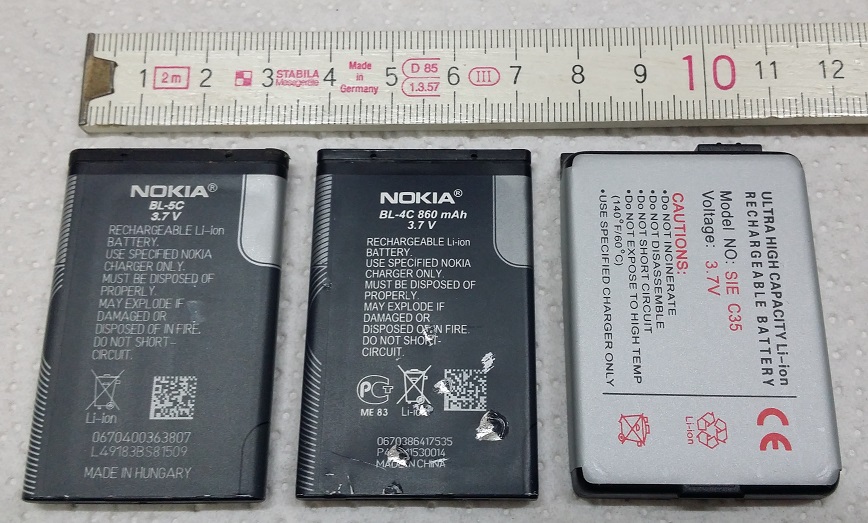 1 2m 2 3 STABILA Messgeräte 4 Made in Germany 5 D 85 1.3.57 6 III 7 8 9 10 11 12
NOKIA®
BL-5C
3.7 V
RECHARGEABLE Li-ion
BATTERY.
USE SPECIFIED NOKIA
CHARGER ONLY.
MUST BE DISPOSED OF
PROPERLY.
MAY EXPLODE IF
DAMAGED OR
DISPOSED OF IN FIRE.
DO NOT SHORT-
CIRCUIT.
Li-ion
0670400363807
L49183BS81509
MADE IN HUNGARY
NOKIA®
BL-4C 860 mAh
3.7 V
RECHARGEABLE Li-ion
BATTERY.
USE SPECIFIED NOKIA
CHARGER ONLY.
MUST BE DISPOSED OF
PROPERLY.
MAY EXPLODE IF
DAMAGED OR
DISPOSED OF IN FIRE.
DO NOT SHORT-
CIRCUIT.
PCT
ME 83
Li-ion
0670386417535
MADE IN CHINA
ULTRA HIGH CAPACITY Li-ion
RECHARGEABLE BATTERY
Model NO: SIE C35
Voltage: 3.7V
CAUTIONS:
•Do NOT INCINERATE
•Do NOT DISASSEMBLE
•Do NOT SHORT CIRCUIT
•Do NOT EXPOSE TO HIGH TEMP
(140°F/60°C)
•USE SPECIFIED CHARGER ONLY
CE
Li-ion